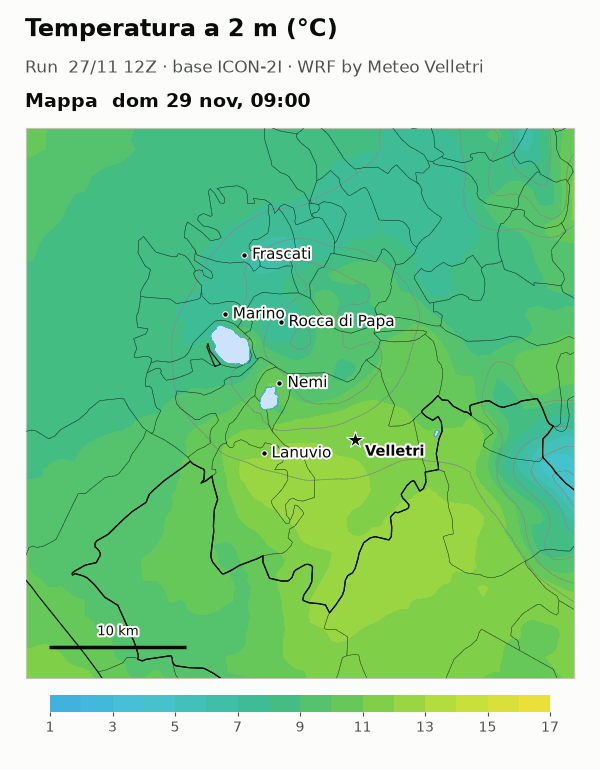 Temperatura a 2 m (°C)
Run  27/11 12Z · base ICON-2I · WRF by Meteo Velletri
Mappa  dom 29 nov, 09:00
Frascati
Marino
Rocca di Papa
Nemi
Velletri
Lanuvio
10 km
1 3 5 7 9 11 13 15 17